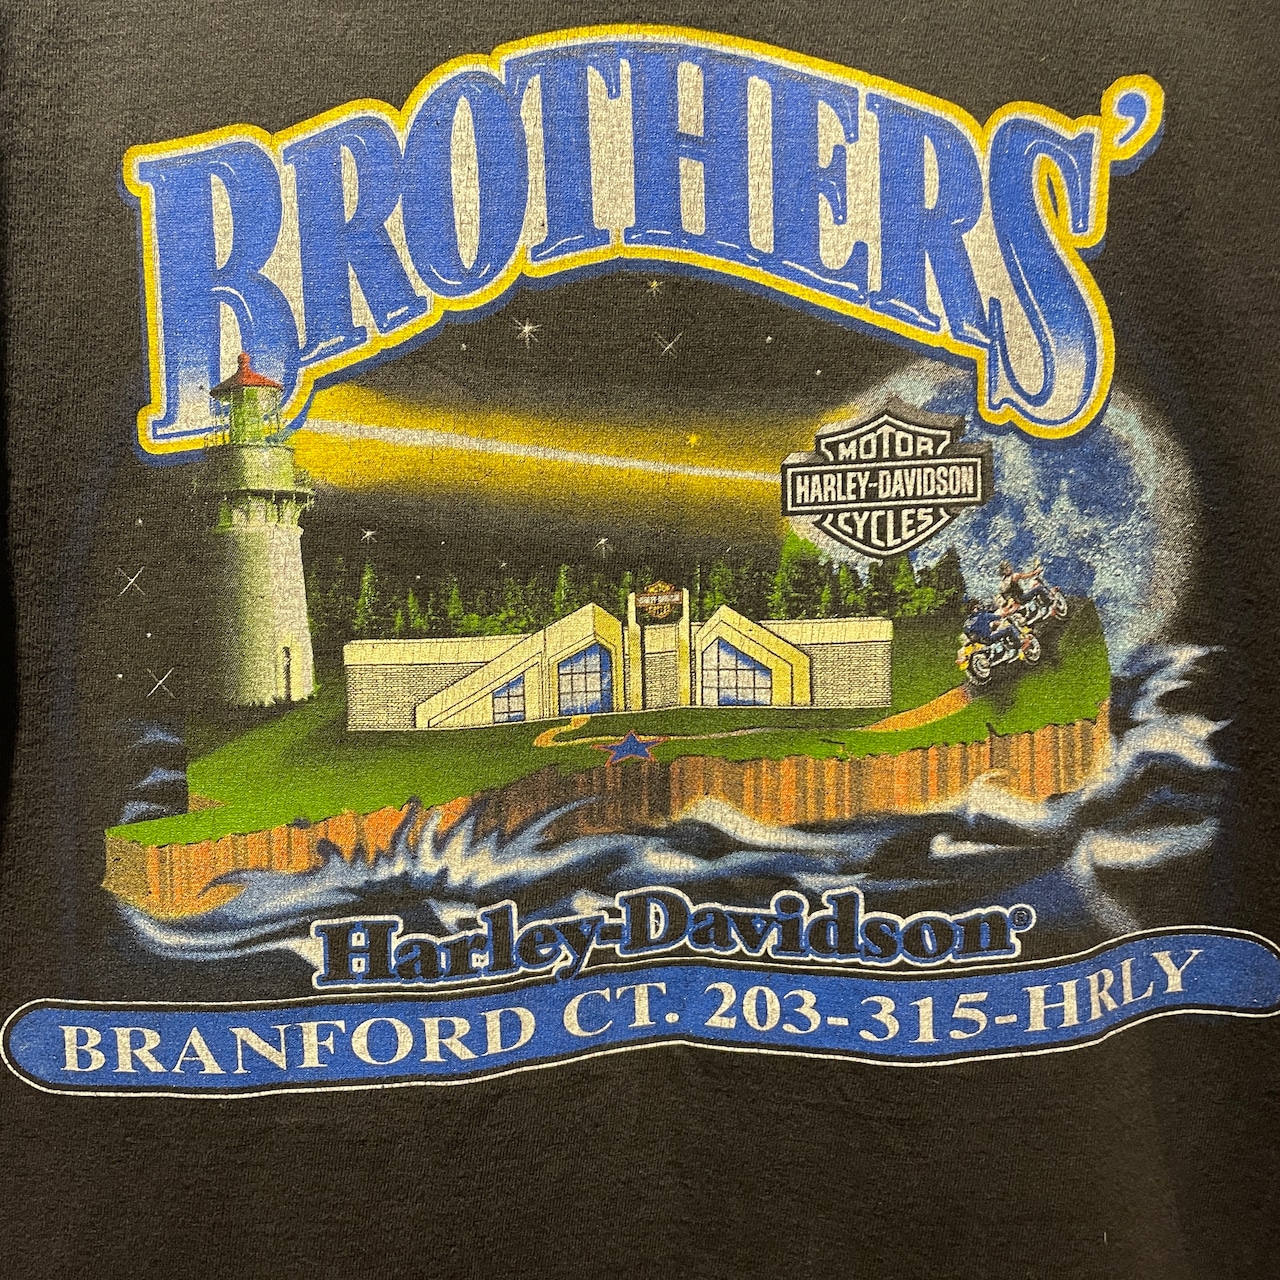 BROTHERS'
MOTOR
HARLEY-DAVIDSON
CYCLES
Harley-Davidson®
BRANFORD CT. 203-315-HRLY